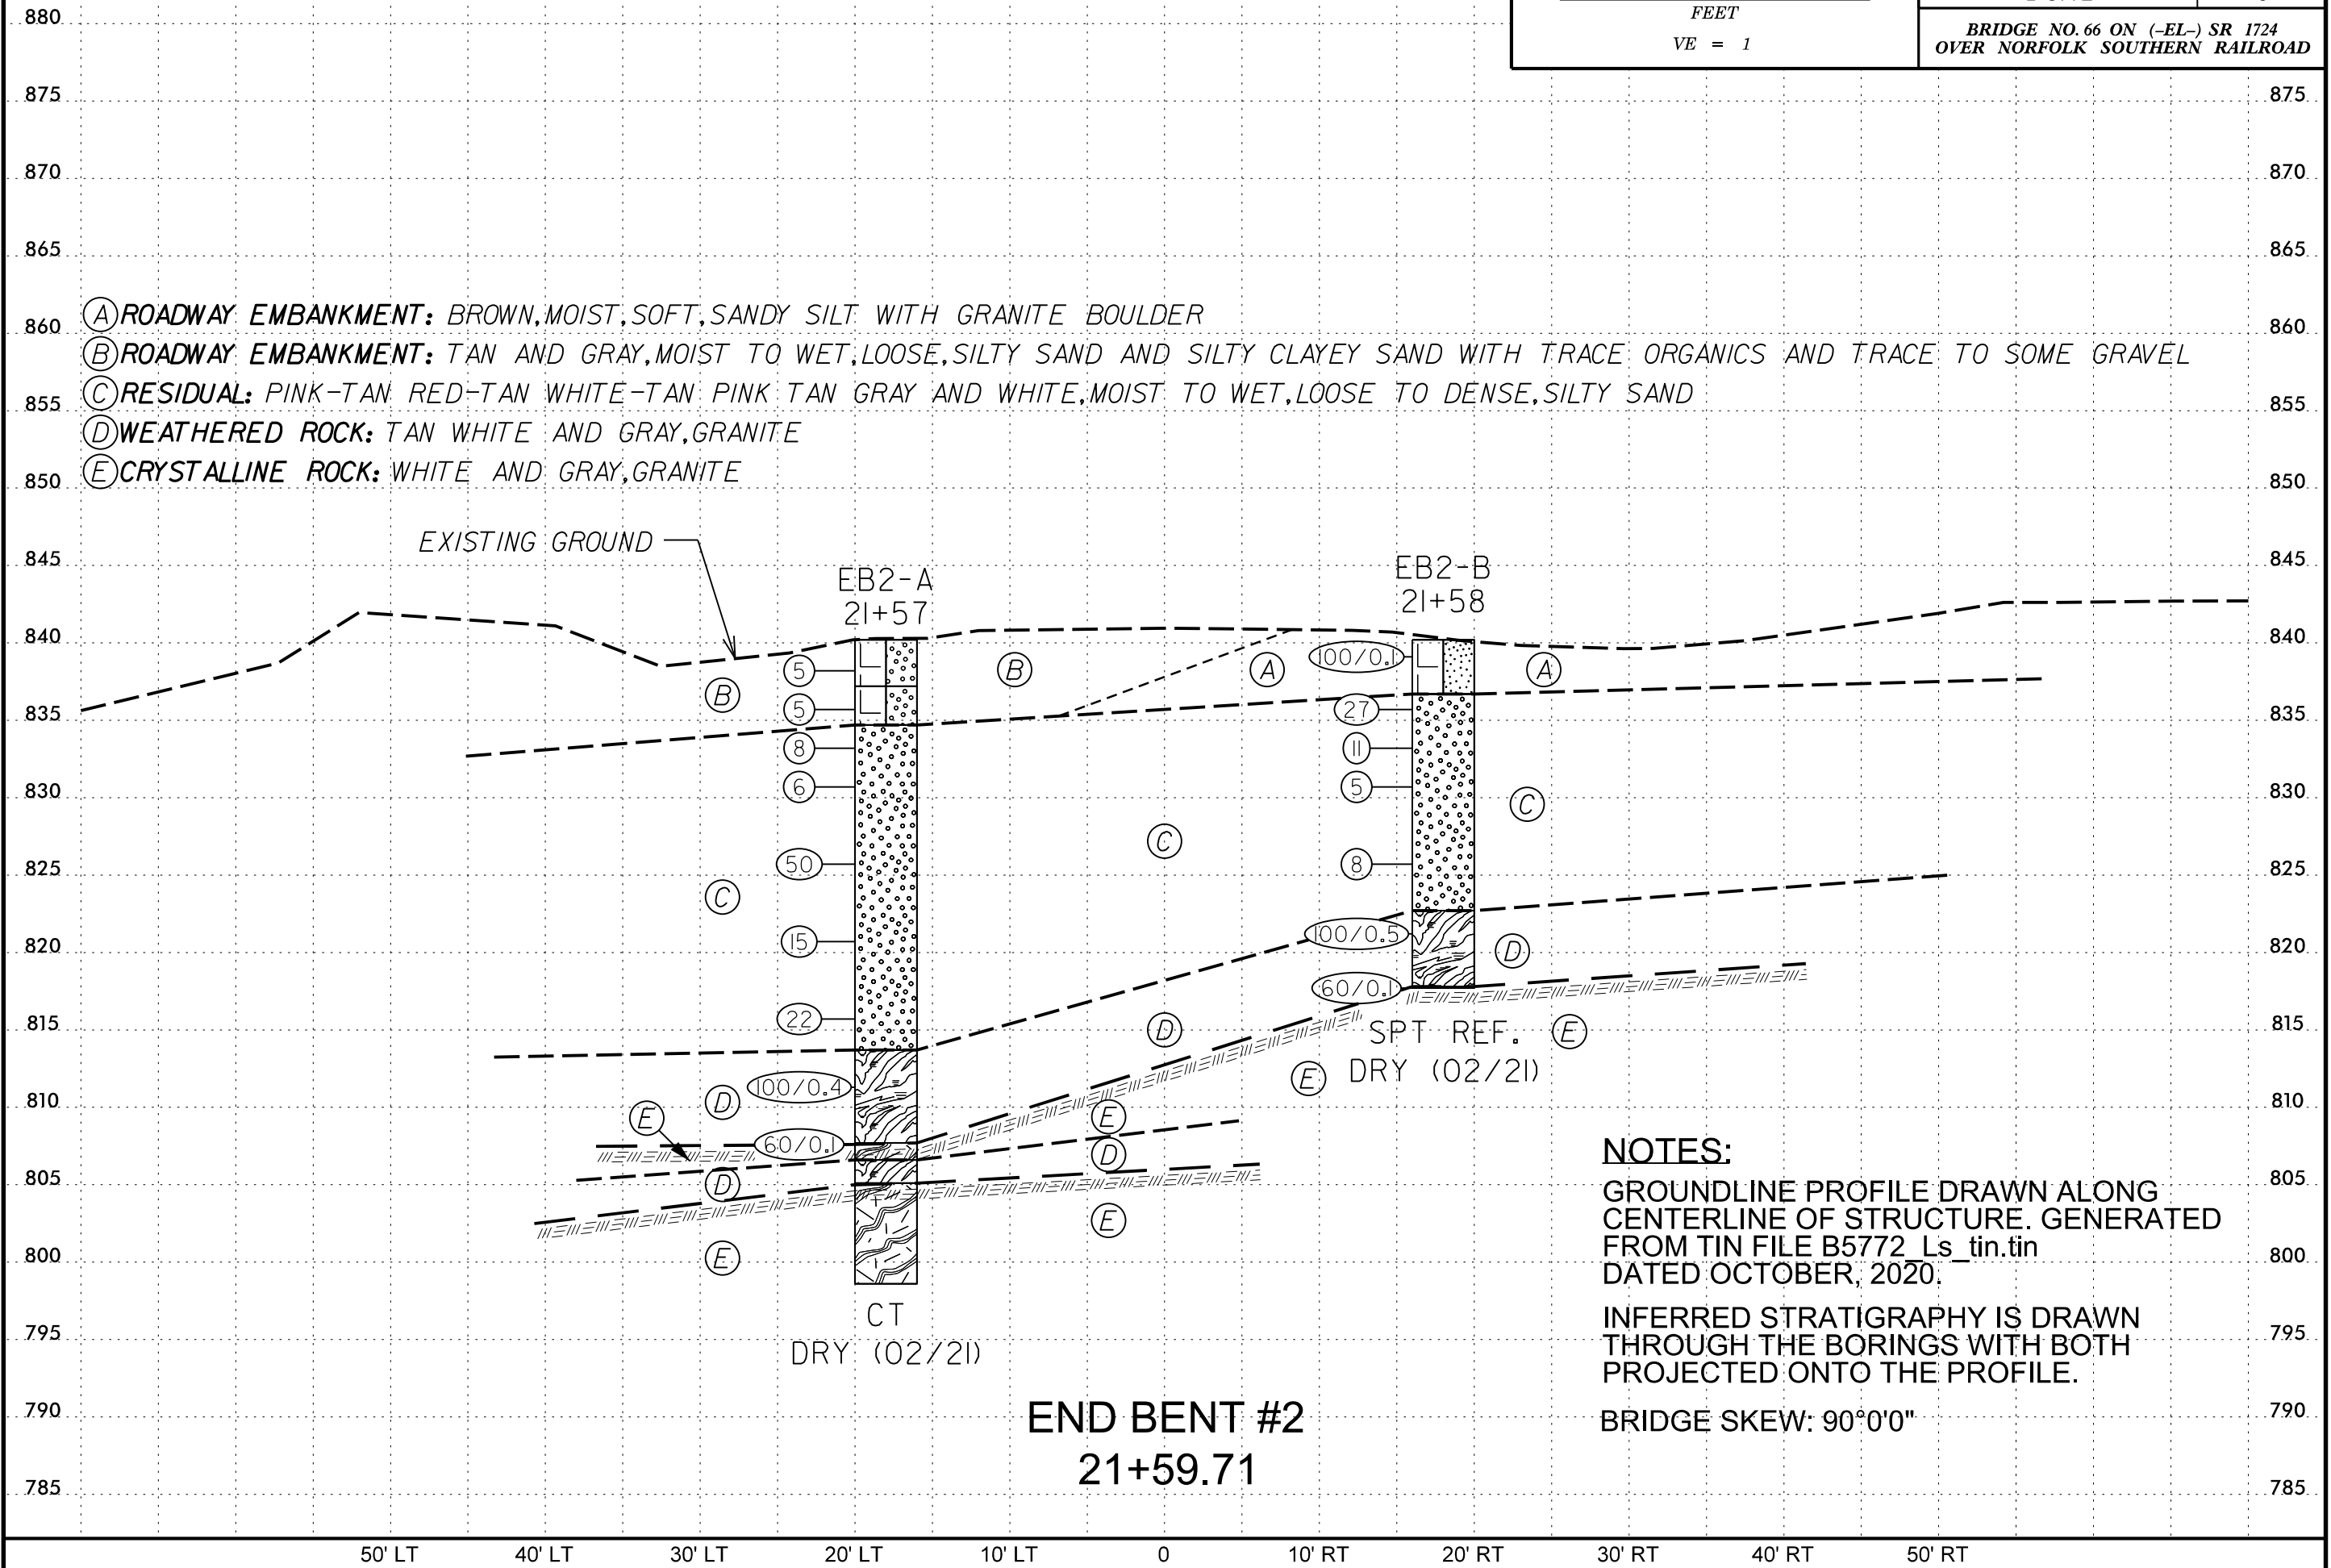 FEET
VE = 1
BRIDGE NO. 66 ON (-EL-) SR 1724
OVER NORFOLK SOUTHERN RAILROAD
880
875 875
870 870
865 865
860 860
855 855
850 850
845 845
840 840
835 835
830 830
825 825
820 820
815 815
810 810
805 805
800 800
795 795
790 790
785 785
(A) ROADWAY EMBANKMENT: BROWN, MOIST, SOFT, SANDY SILT WITH GRANITE BOULDER
(B) ROADWAY EMBANKMENT: TAN AND GRAY, MOIST TO WET, LOOSE, SILTY SAND AND SILTY CLAYEY SAND WITH TRACE ORGANICS AND TRACE TO SOME GRAVEL
(C) RESIDUAL: PINK-TAN RED-TAN WHITE-TAN PINK TAN GRAY AND WHITE, MOIST TO WET, LOOSE TO DENSE, SILTY SAND
(D) WEATHERED ROCK: TAN WHITE AND GRAY, GRANITE
(E) CRYSTALLINE ROCK: WHITE AND GRAY, GRANITE
EXISTING GROUND
EB2-A
21+57
5
5
8
6
50
15
22
100/0.4
60/0.1
CT
DRY (02/21)
EB2-B
21+58
100/0.1
27
11
5
8
100/0.5
60/0.1
SPT REF.
DRY (02/21)
B
B
A
A
C
C
C
D
D
D
D
D
E
E
E
E
E
E
NOTES:
GROUNDLINE PROFILE DRAWN ALONG
CENTERLINE OF STRUCTURE. GENERATED
FROM TIN FILE B5772_Ls_tin.tin
DATED OCTOBER, 2020.
INFERRED STRATIGRAPHY IS DRAWN
THROUGH THE BORINGS WITH BOTH
PROJECTED ONTO THE PROFILE.
BRIDGE SKEW: 90°0'0"
END BENT #2
21+59.71
50' LT 40' LT 30' LT 20' LT 10' LT 0 10' RT 20' RT 30' RT 40' RT 50' RT